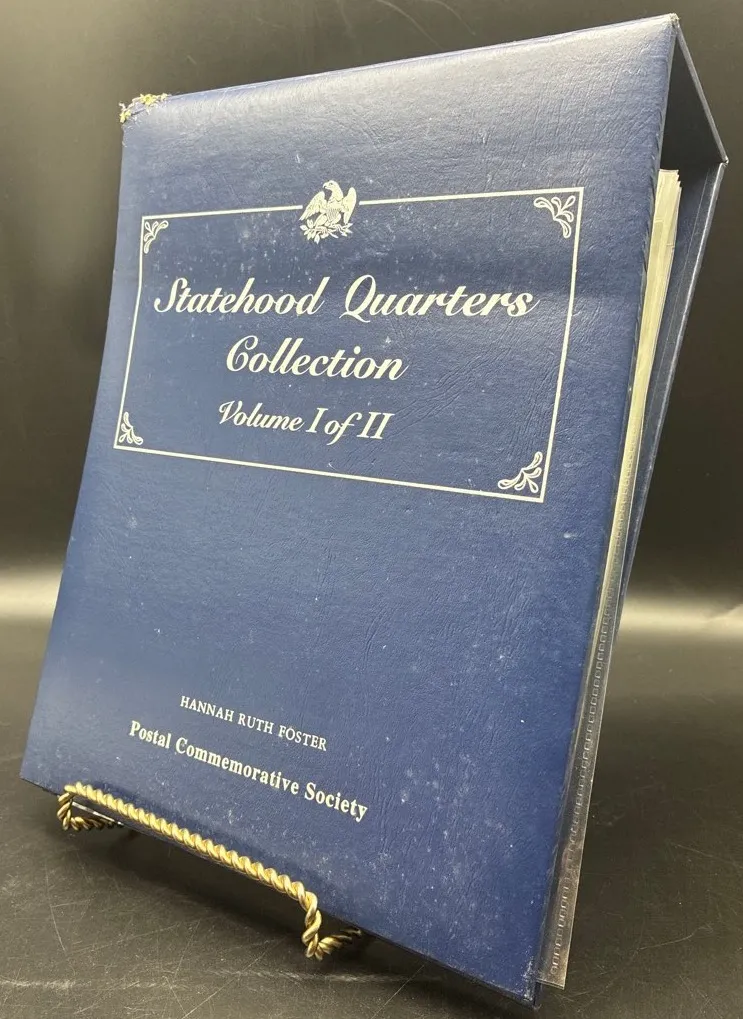 Statehood Quarters
Collection
Volume I of II
HANNAH RUTH FOSTER
Postal Commemorative Society